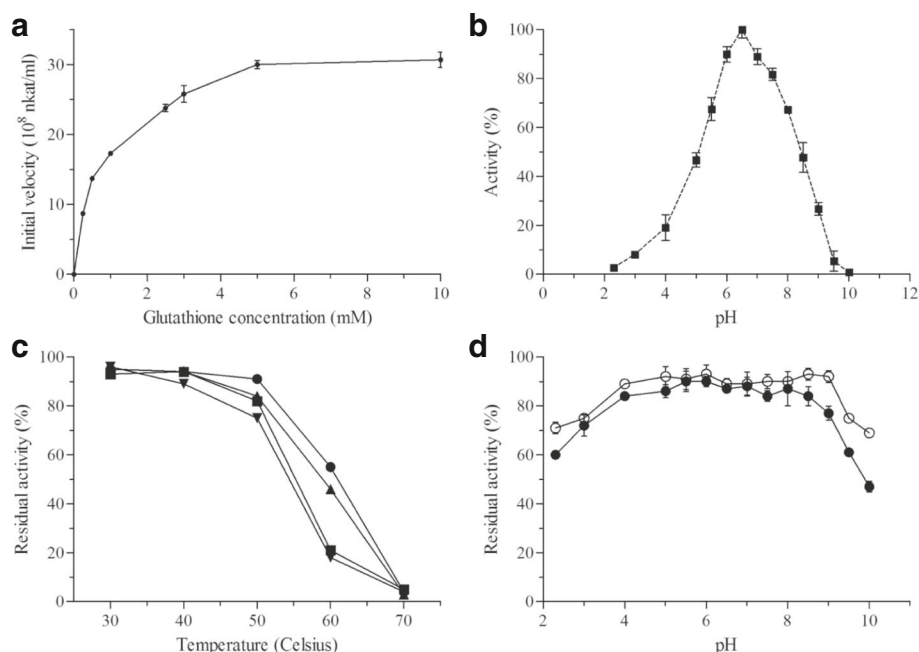 a
Initial velocity (10⁸ nkat/ml)
30
20
10
0
0 2 4 6 8 10
Glutathione concentration (mM)
b
Activity (%)
100
80
60
40
20
0
0 2 4 6 8 10 12
pH
c
Residual activity (%)
100
80
60
40
20
0
30 40 50 60 70
Temperature (Celsius)
d
Residual activity (%)
100
80
60
40
20
0
2 4 6 8 10
pH